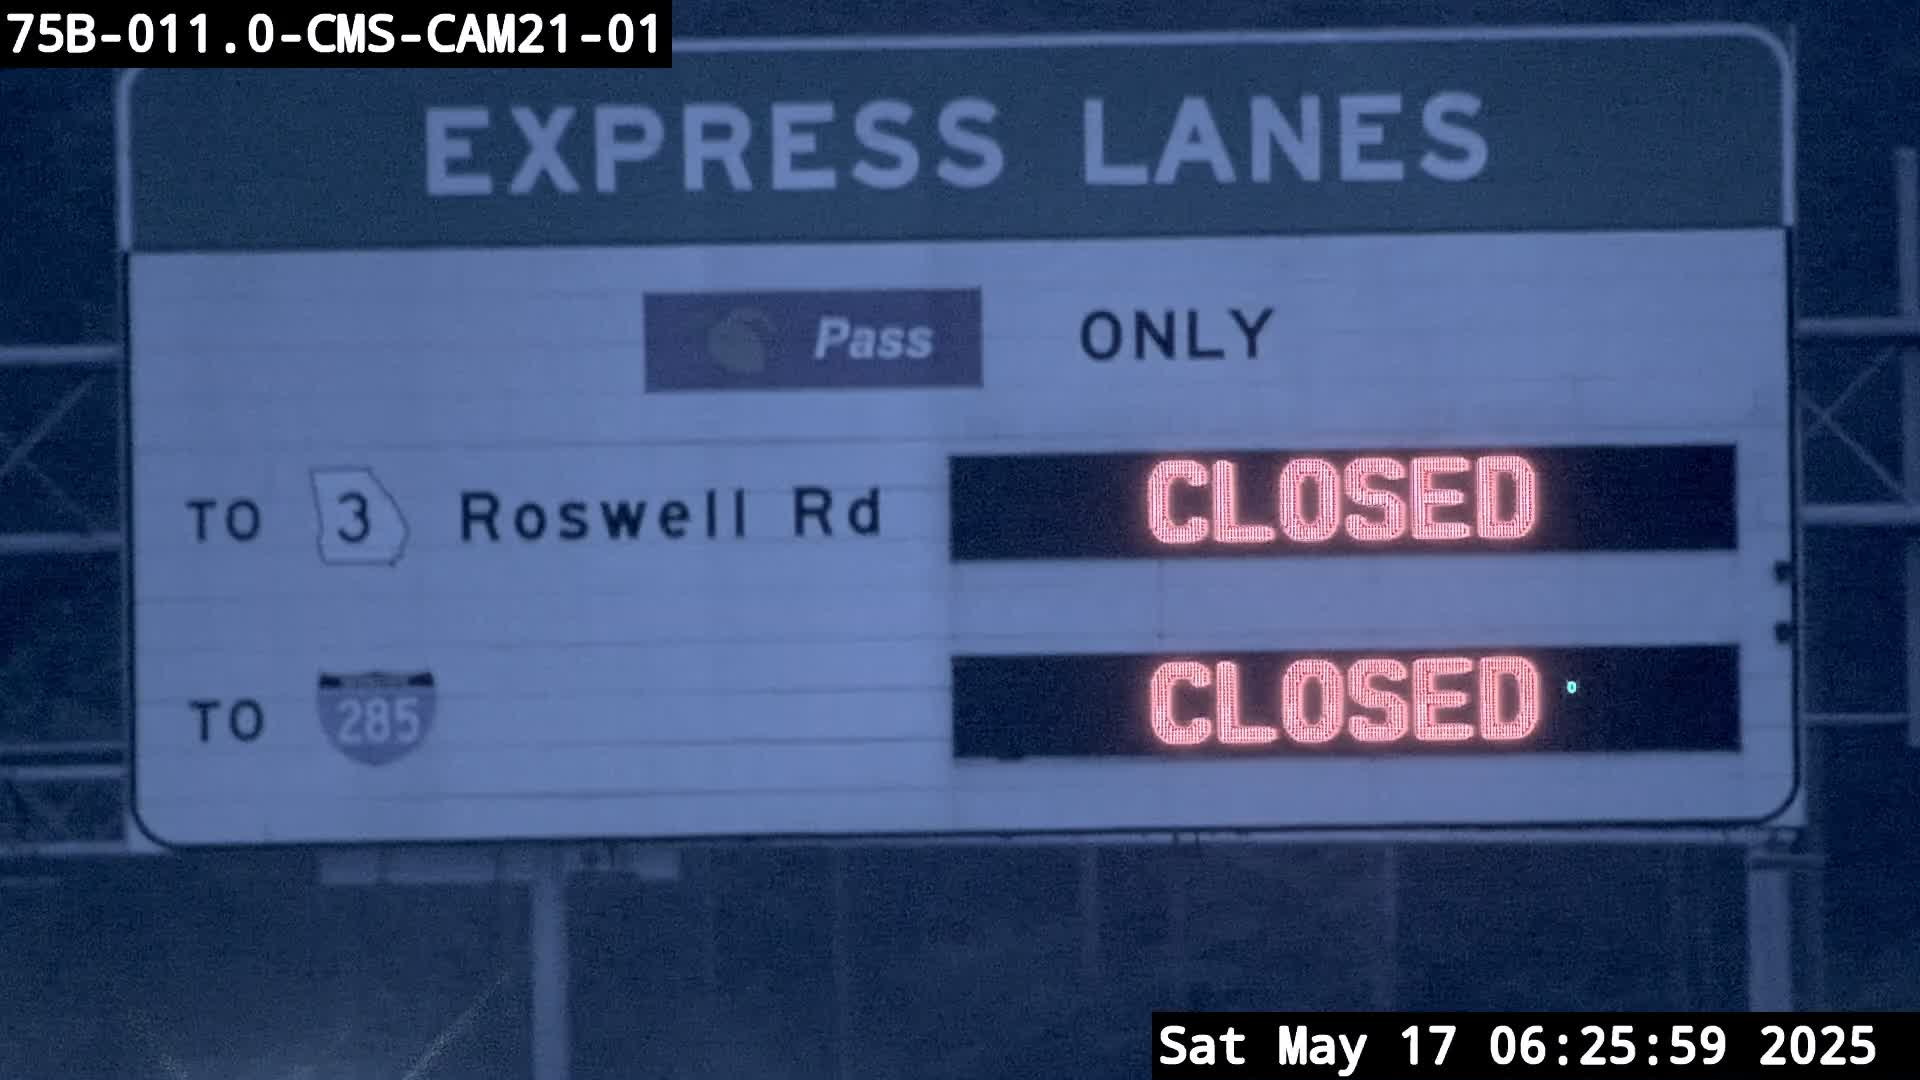 75B-011.0-CMS-CAM21-01
EXPRESS LANES
Pass ONLY
TO 3 Roswell Rd CLOSED
TO 285 CLOSED
Sat May 17 06:25:59 2025